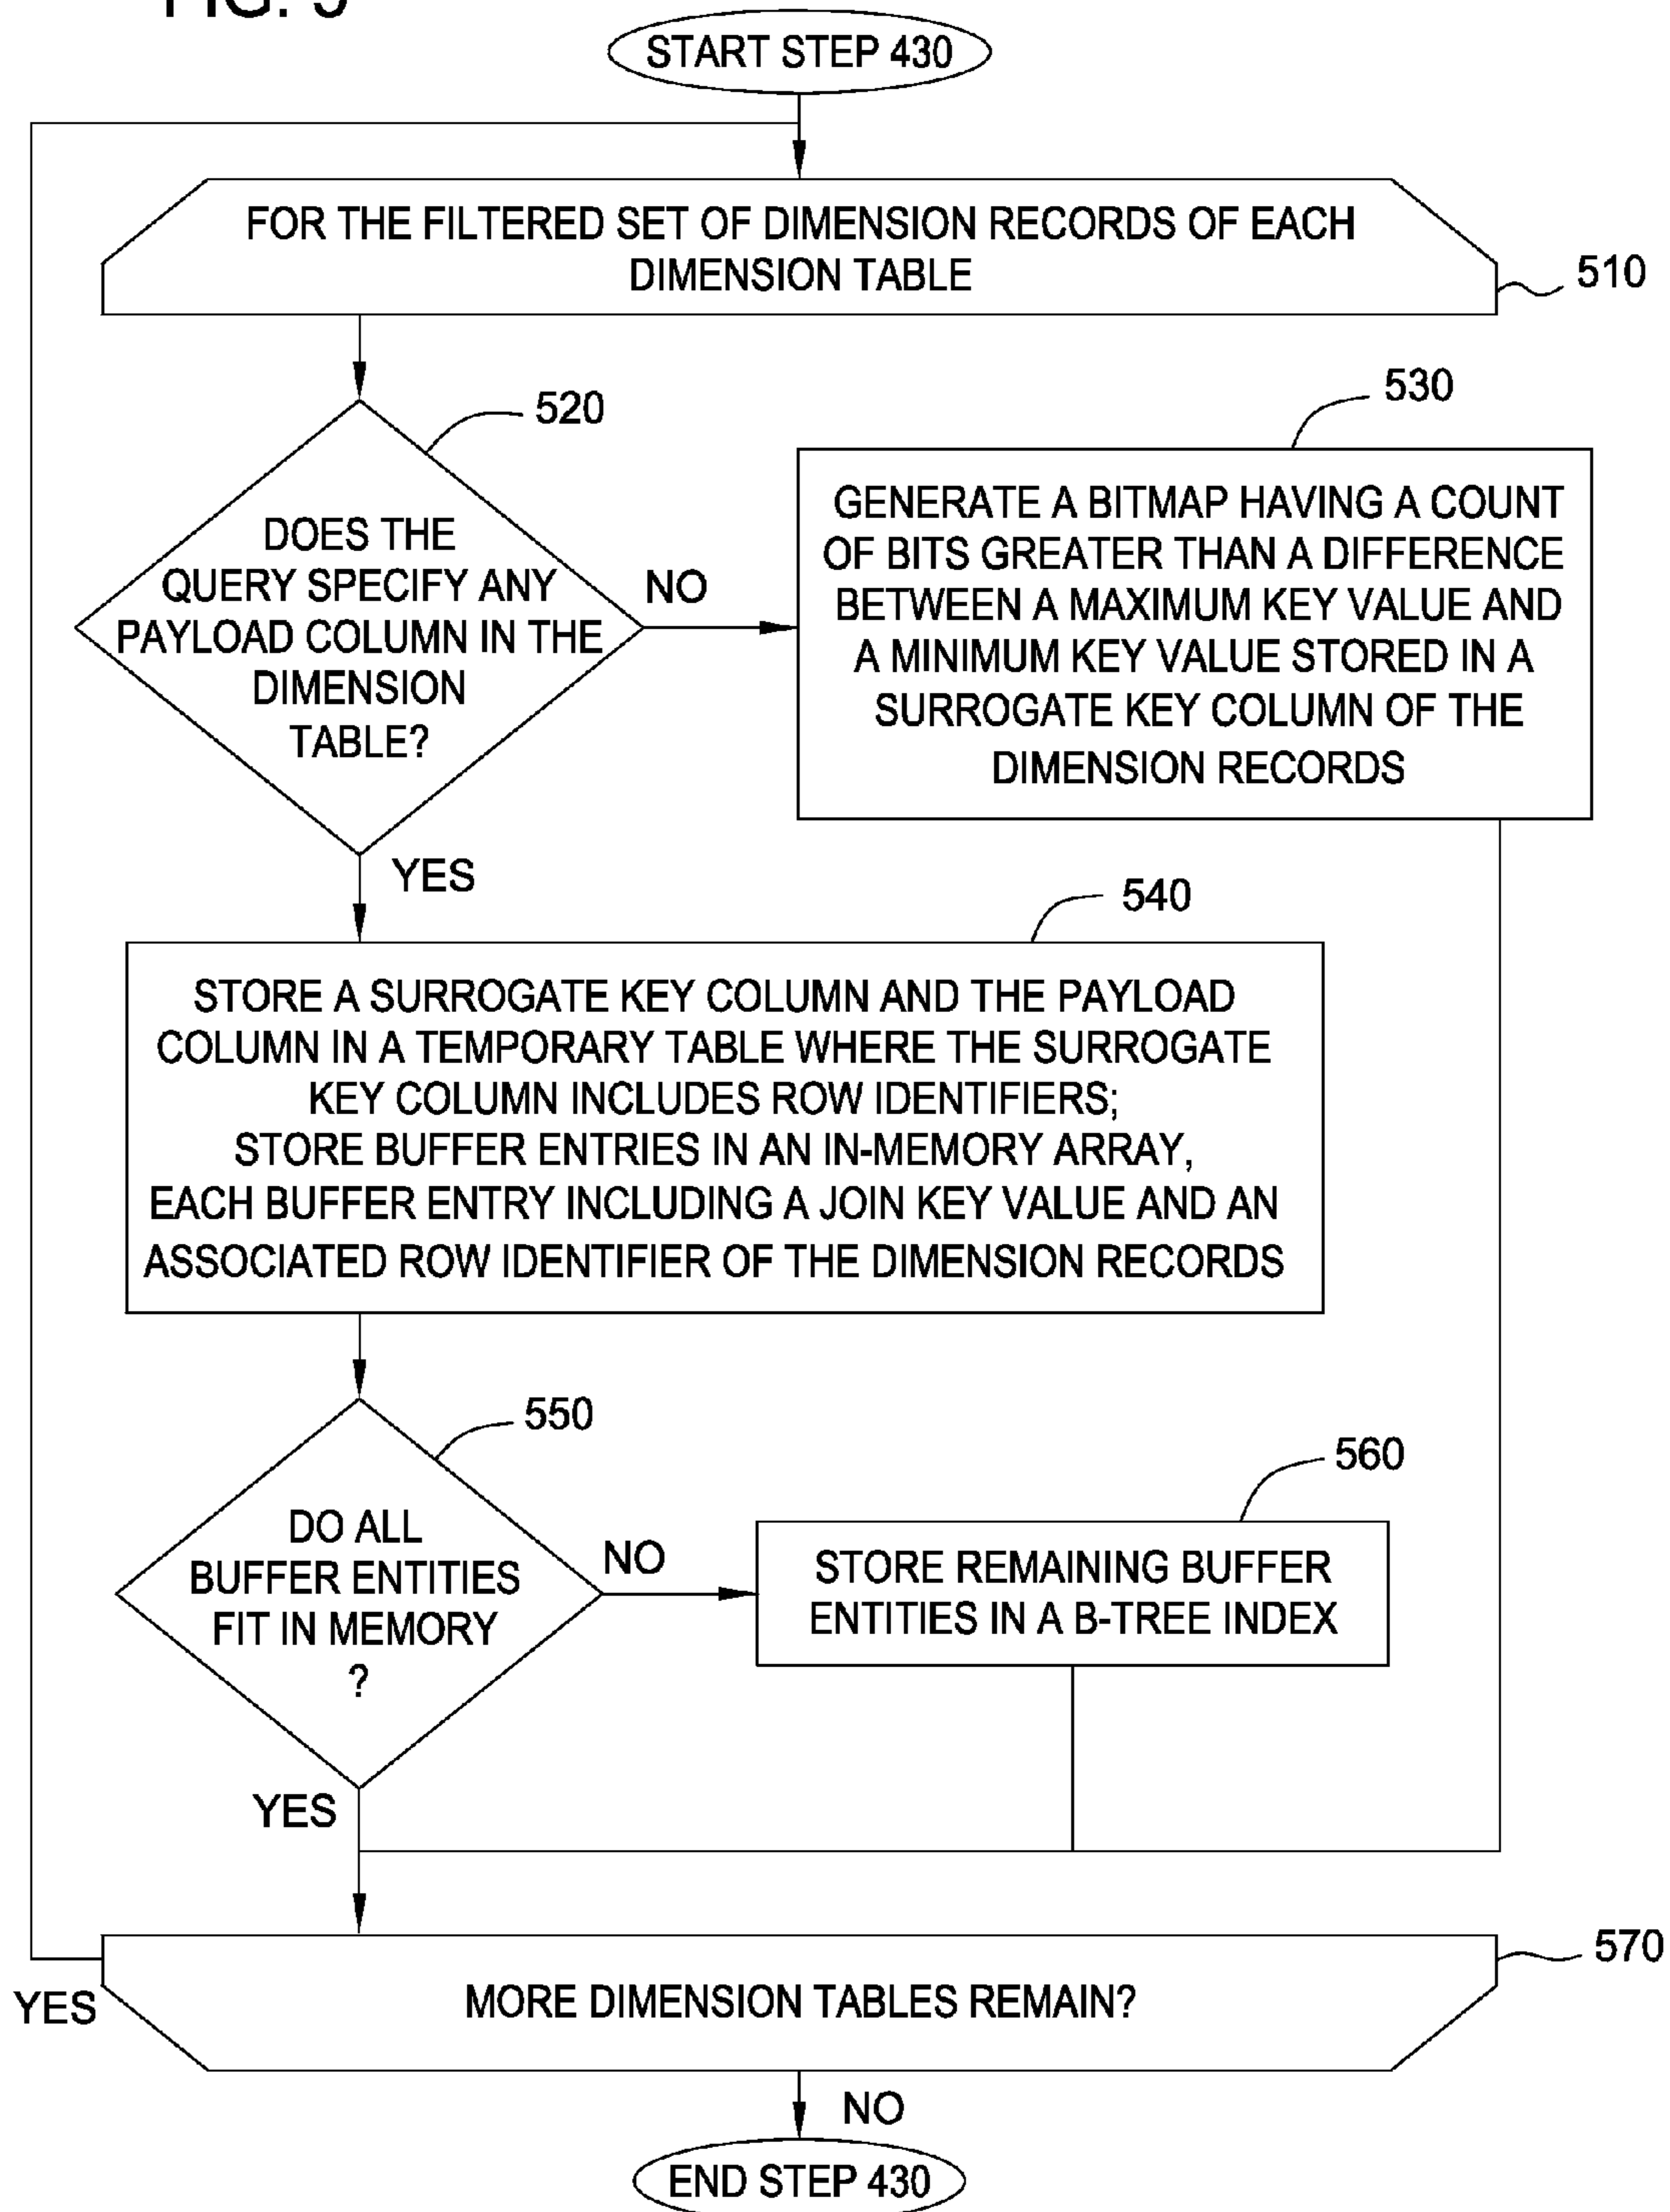 FIG. 5
START STEP 430
FOR THE FILTERED SET OF DIMENSION RECORDS OF EACH
DIMENSION TABLE
510
520
530
DOES THE
QUERY SPECIFY ANY
PAYLOAD COLUMN IN THE
DIMENSION
TABLE?
NO
GENERATE A BITMAP HAVING A COUNT
OF BITS GREATER THAN A DIFFERENCE
BETWEEN A MAXIMUM KEY VALUE AND
A MINIMUM KEY VALUE STORED IN A
SURROGATE KEY COLUMN OF THE
DIMENSION RECORDS
YES
540
STORE A SURROGATE KEY COLUMN AND THE PAYLOAD
COLUMN IN A TEMPORARY TABLE WHERE THE SURROGATE
KEY COLUMN INCLUDES ROW IDENTIFIERS;
STORE BUFFER ENTRIES IN AN IN-MEMORY ARRAY,
EACH BUFFER ENTRY INCLUDING A JOIN KEY VALUE AND AN
ASSOCIATED ROW IDENTIFIER OF THE DIMENSION RECORDS
550
560
DO ALL
BUFFER ENTITIES
FIT IN MEMORY
?
NO
STORE REMAINING BUFFER
ENTITIES IN A B-TREE INDEX
YES
570
YES
MORE DIMENSION TABLES REMAIN?
NO
END STEP 430